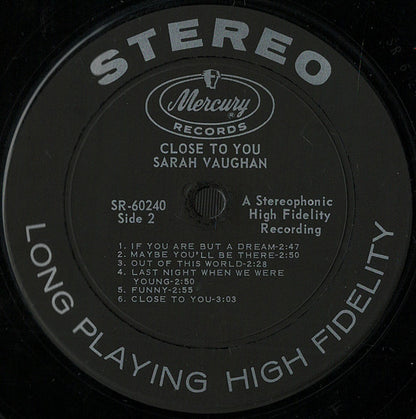 STEREO
Mercury
®
RECORDS
CLOSE TO YOU
SARAH VAUGHAN
SR-60240
Side 2
A Stereophonic
High Fidelity
Recording
1. IF YOU ARE BUT A DREAM-2:47
2. MAYBE YOU'LL BE THERE-2:50
3. OUT OF THIS WORLD-2:28
4. LAST NIGHT WHEN WE WERE
YOUNG-2:50
5. FUNNY-2:55
6. CLOSE TO YOU-3:03
LONG PLAYING HIGH FIDELITY